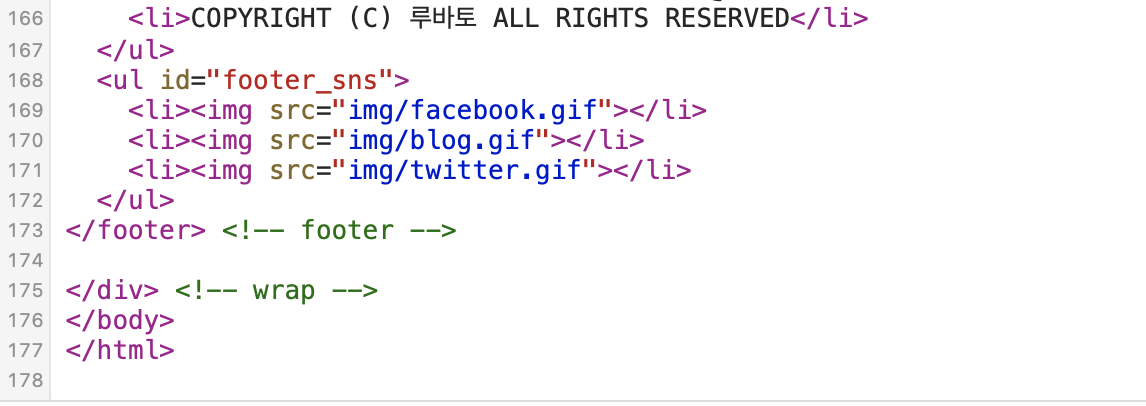 166 <li>COPYRIGHT (C) 루바토 ALL RIGHTS RESERVED</li>
167 </ul>
168 <ul id="footer_sns">
169 <li><img src="img/facebook.gif"></li>
170 <li><img src="img/blog.gif"></li>
171 <li><img src="img/twitter.gif"></li>
172 </ul>
173 </footer> <!-- footer -->
174
175 </div> <!-- wrap -->
176 </body>
177 </html>
178